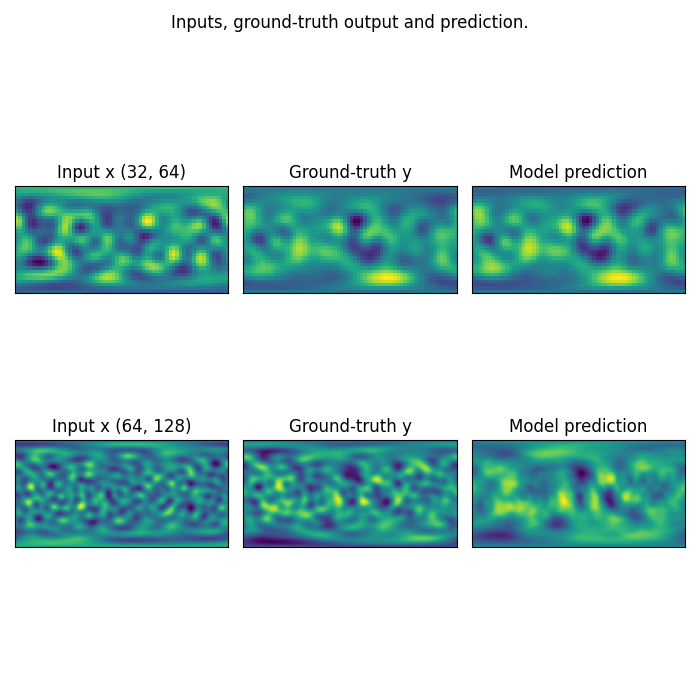 Inputs, ground-truth output and prediction.
Input x (32, 64)
Ground-truth y
Model prediction
Input x (64, 128)
Ground-truth y
Model prediction